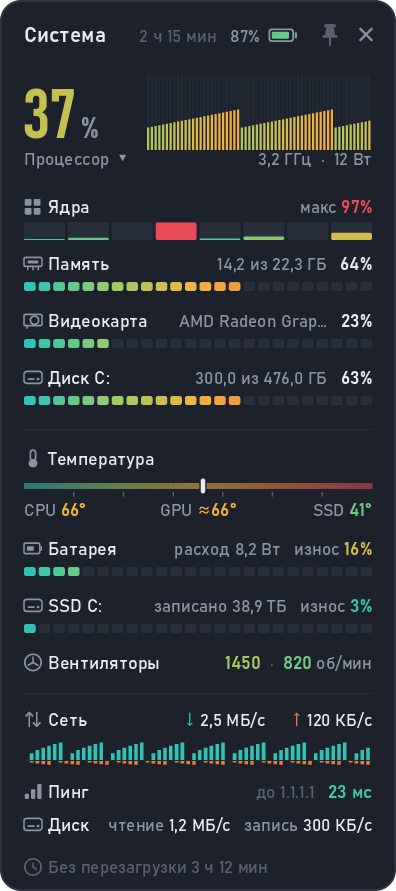 Система 2 ч 15 мин 87%
37 %
Процессор ▼ 3,2 ГГц · 12 Вт
Ядра макс 97%
Память 14,2 из 22,3 ГБ 64%
Видеокарта AMD Radeon Grap… 23%
Диск C: 300,0 из 476,0 ГБ 63%
Температура
CPU 66° GPU ≈66° SSD 41°
Батарея расход 8,2 Вт износ 16%
SSD C: записано 38,9 ТБ износ 3%
Вентиляторы 1450 · 820 об/мин
Сеть ↓ 2,5 МБ/с ↑ 120 КБ/с
Пинг до 1.1.1.1 23 мс
Диск чтение 1,2 МБ/с запись 300 КБ/с
Без перезагрузки 3 ч 12 мин